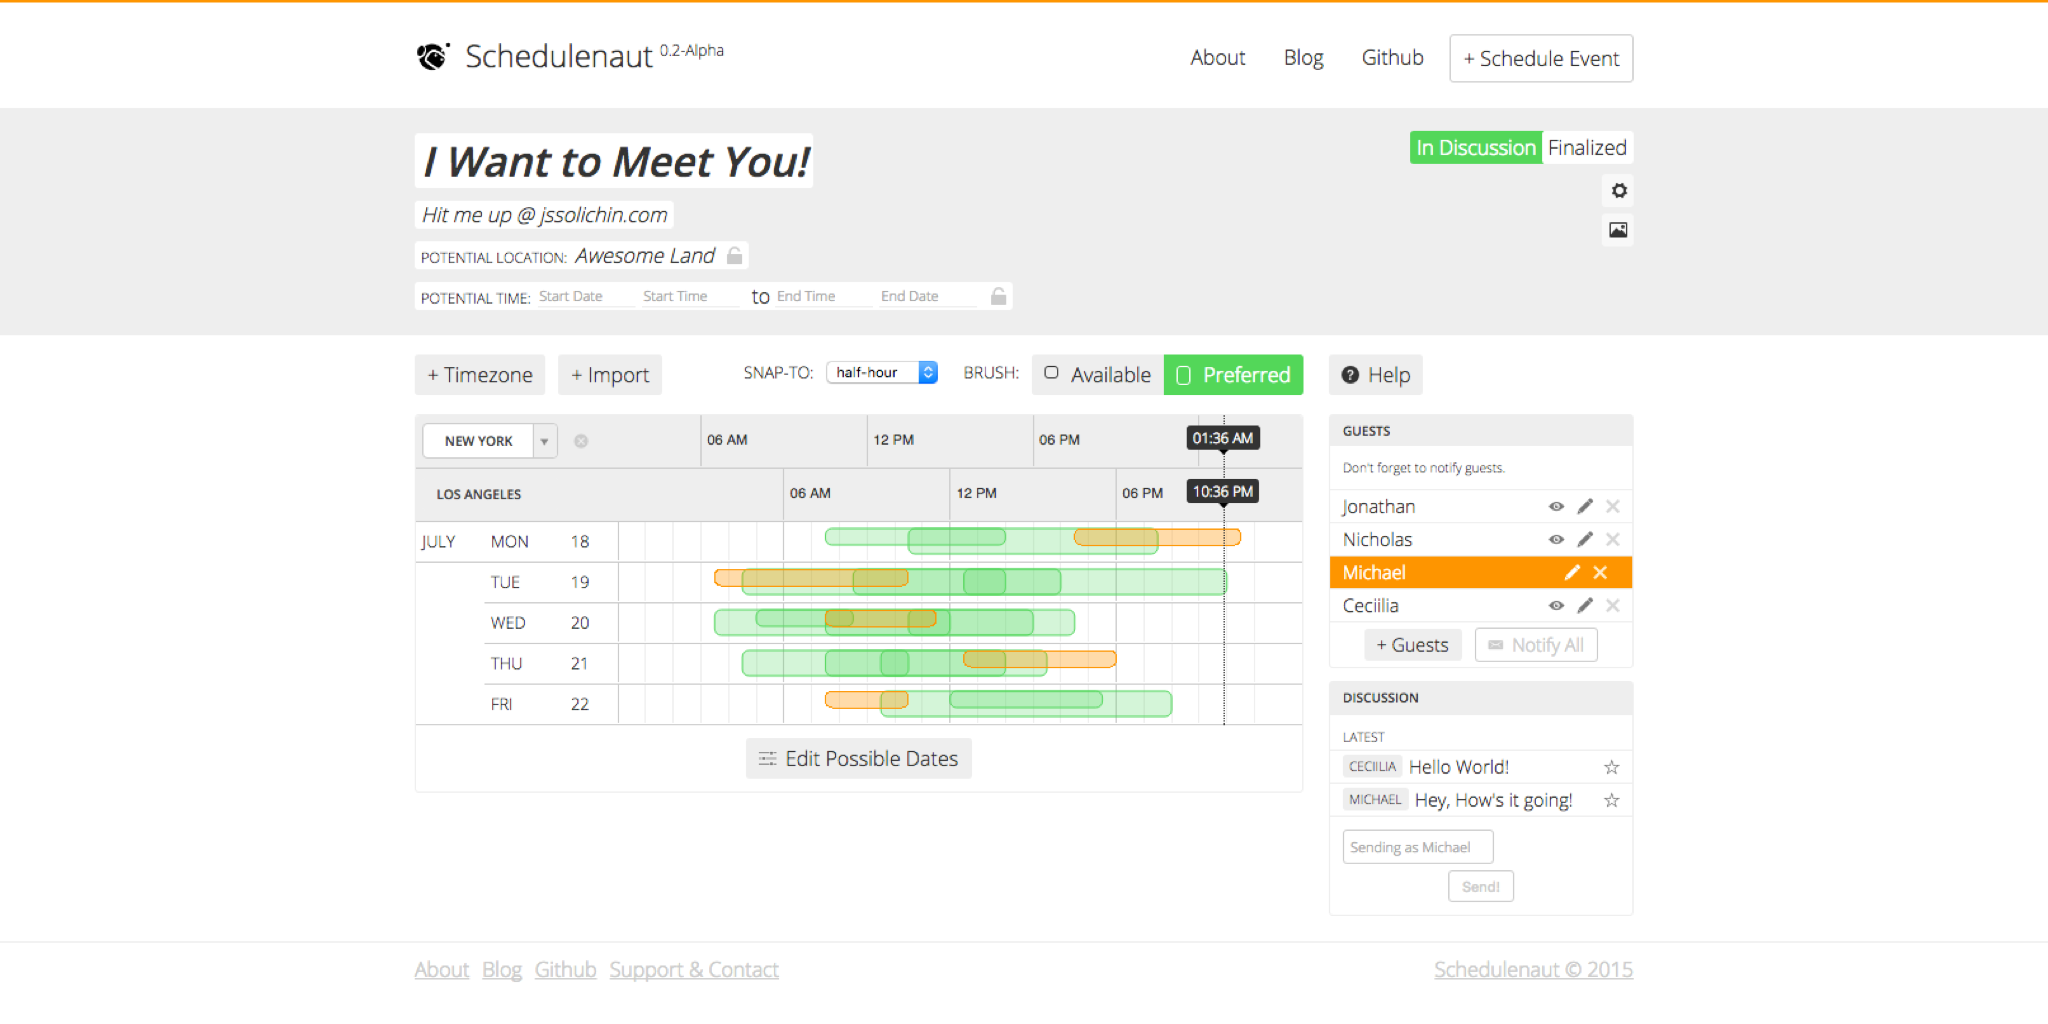 Schedulenaut 0.2-Alpha
About Blog Github + Schedule Event
I Want to Meet You!
In Discussion Finalized
Hit me up @ jssolichin.com
POTENTIAL LOCATION: Awesome Land
POTENTIAL TIME: Start Date Start Time to End Time End Date
+ Timezone + Import SNAP-TO: half-hour BRUSH: Available Preferred ? Help
NEW YORK 06 AM 12 PM 06 PM 01:36 AM
LOS ANGELES 06 AM 12 PM 06 PM 10:36 PM
JULY MON 18
TUE 19
WED 20
THU 21
FRI 22
Edit Possible Dates
GUESTS
Don't forget to notify guests.
Jonathan
Nicholas
Michael
Ceciilia
+ Guests Notify All
DISCUSSION
LATEST
CECIILIA Hello World!
MICHAEL Hey, How's it going!
Sending as Michael
Send!
About Blog Github Support & Contact Schedulenaut © 2015